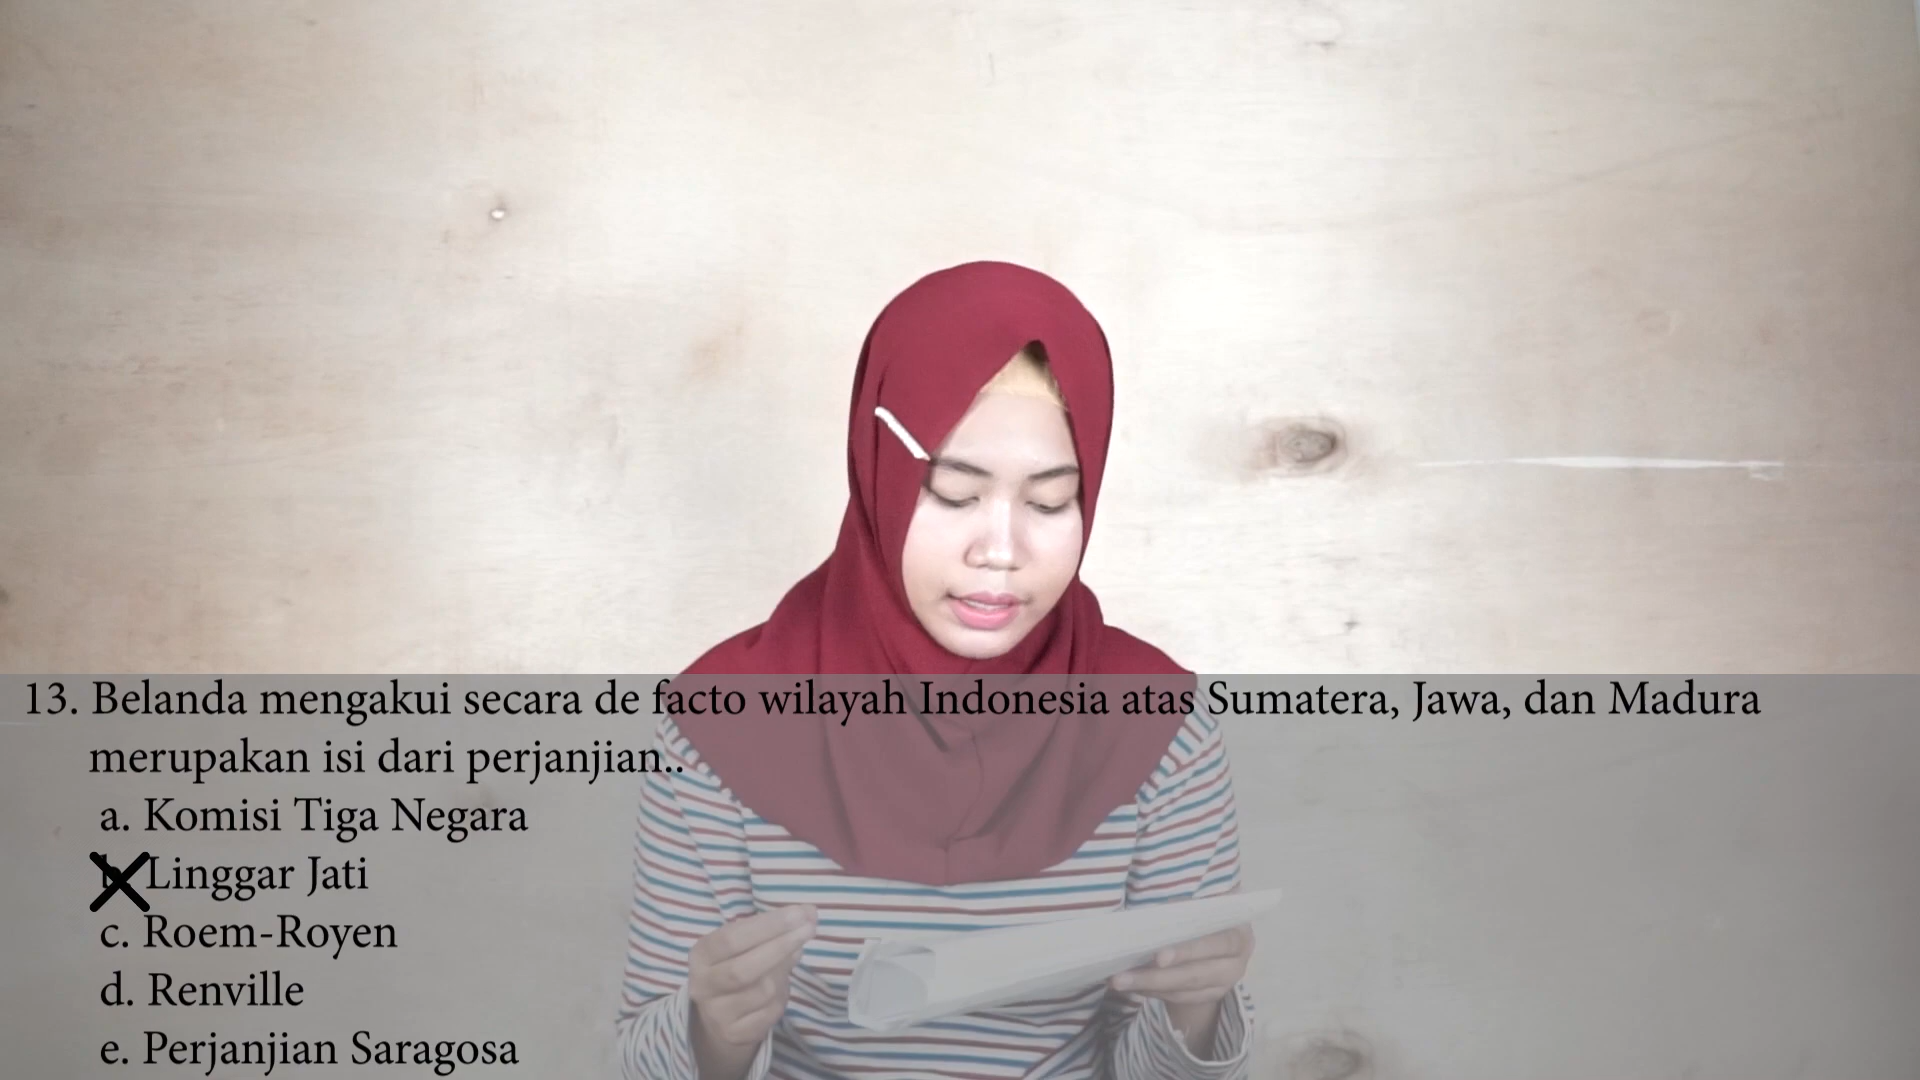 13. Belanda mengakui secara de facto wilayah Indonesia atas Sumatera, Jawa, dan Madura
merupakan isi dari perjanjian..
a. Komisi Tiga Negara
b. Linggar Jati
c. Roem-Royen
d. Renville
e. Perjanjian Saragosa